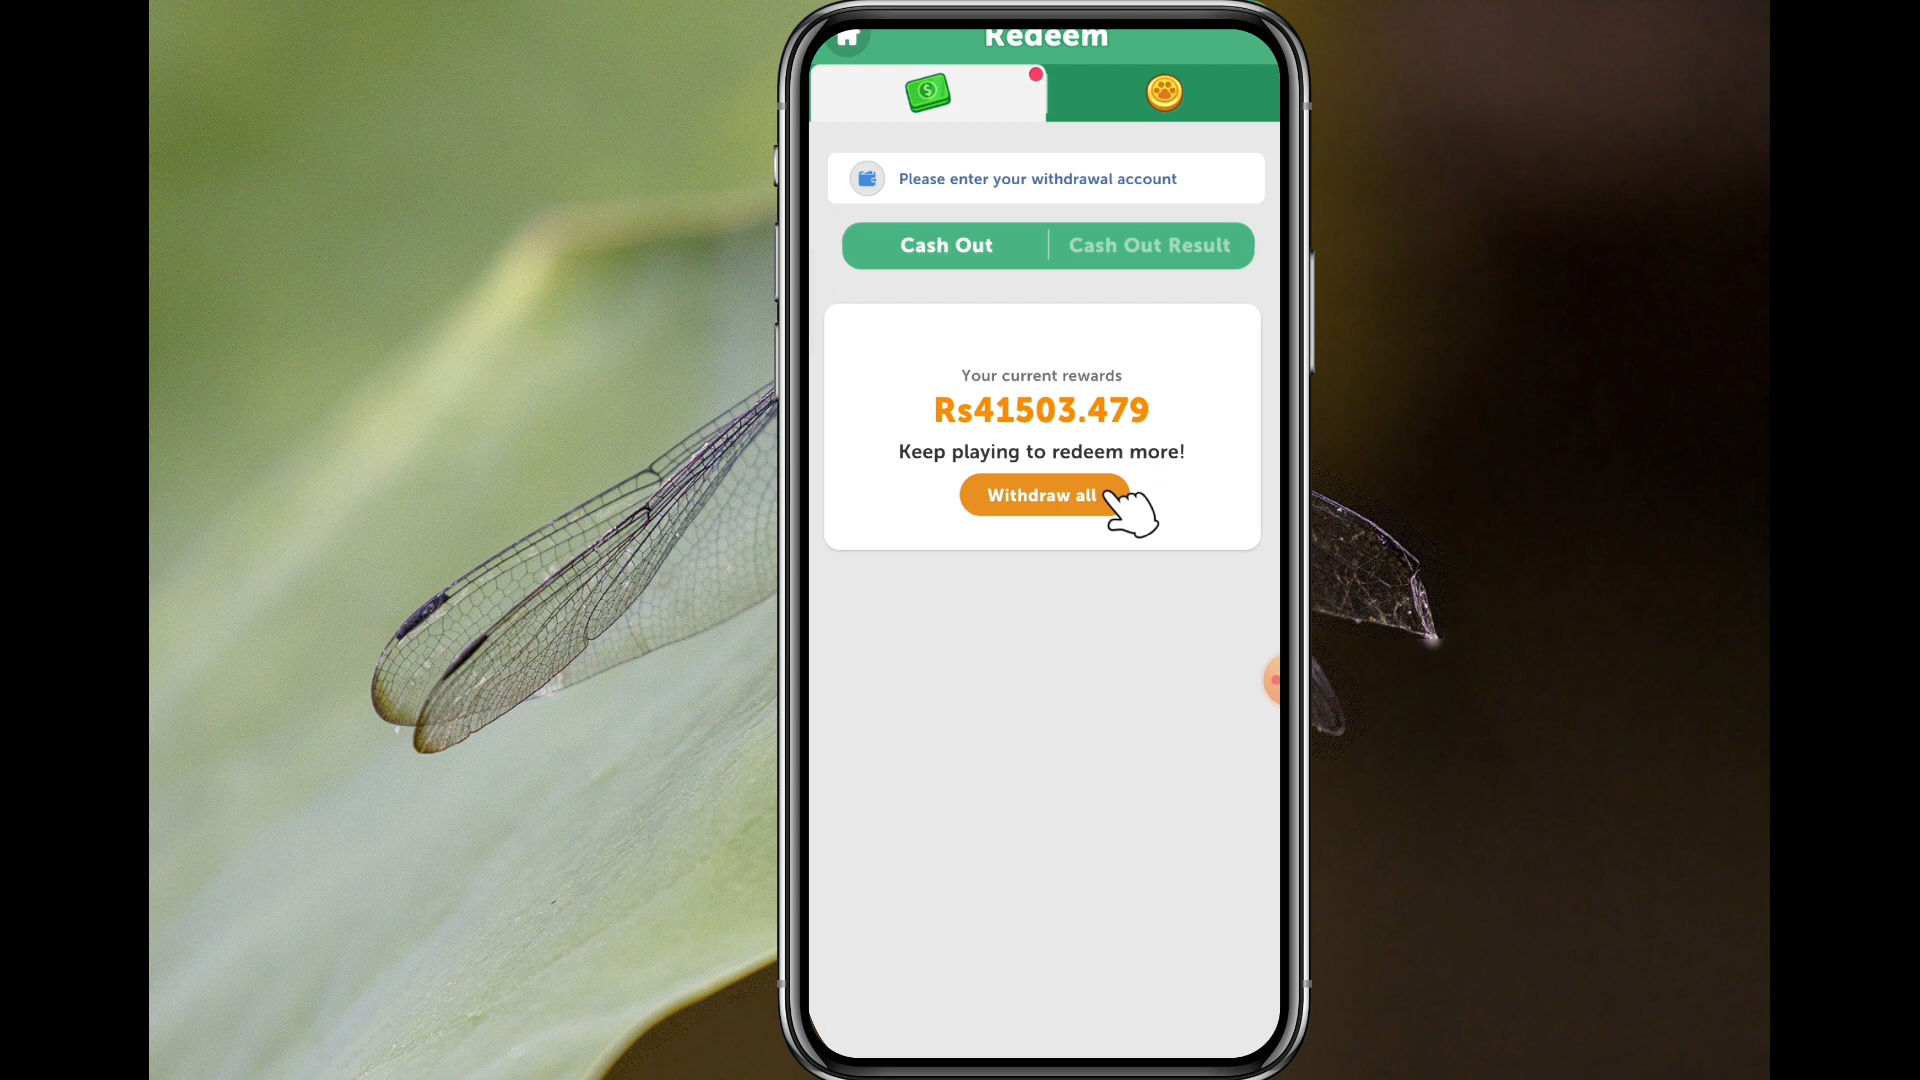 Redeem
Please enter your withdrawal account
Cash Out
Cash Out Result
Your current rewards
Rs41503.479
Keep playing to redeem more!
Withdraw all